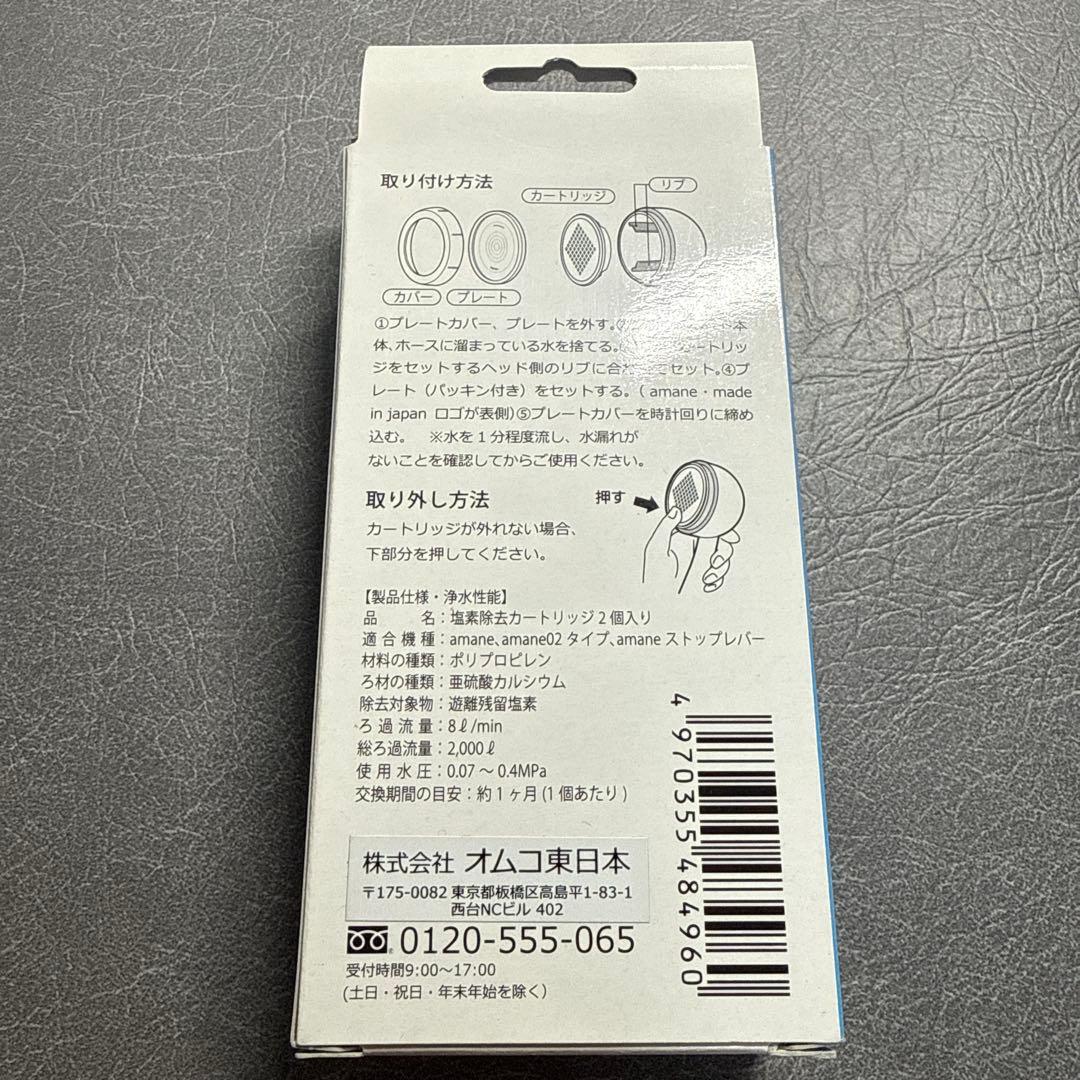 取り付け方法
カートリッジ
リブ
カバー
プレート
①プレートカバー、プレートを外す。本
体、ホースに溜まっている水を捨てる。ートリッ
ジをセットするヘッド側のリブに合セット。④プ
レート（パッキン付き）をセットする。（amane・made
in japan ロゴが表側）⑤プレートカバーを時計回りに締め
込む。 ※水を１分程度流し、水漏れが
ないことを確認してからご使用ください。
取り外し方法
押す
カートリッジが外れない場合、
下部分を押してください。
【製品仕様・浄水性能】
品名：塩素除去カートリッジ２個入り
適合機種：amane、amane02 タイプ、amane ストップレバー
材料の種類：ポリプロピレン
ろ材の種類：亜硫酸カルシウム
除去対象物：遊離残留塩素
ろ過流量：8ℓ/min
総ろ過流量：2,000ℓ
使用水圧：0.07～0.4MPa
交換期間の目安：約１ヶ月(１個あたり)
4970355484960
株式会社 オムコ東日本
〒175-0082 東京都板橋区高島平1-83-1
西台NCビル 402
0120-555-065
受付時間9:00～17:00
(土日・祝日・年末年始を除く)